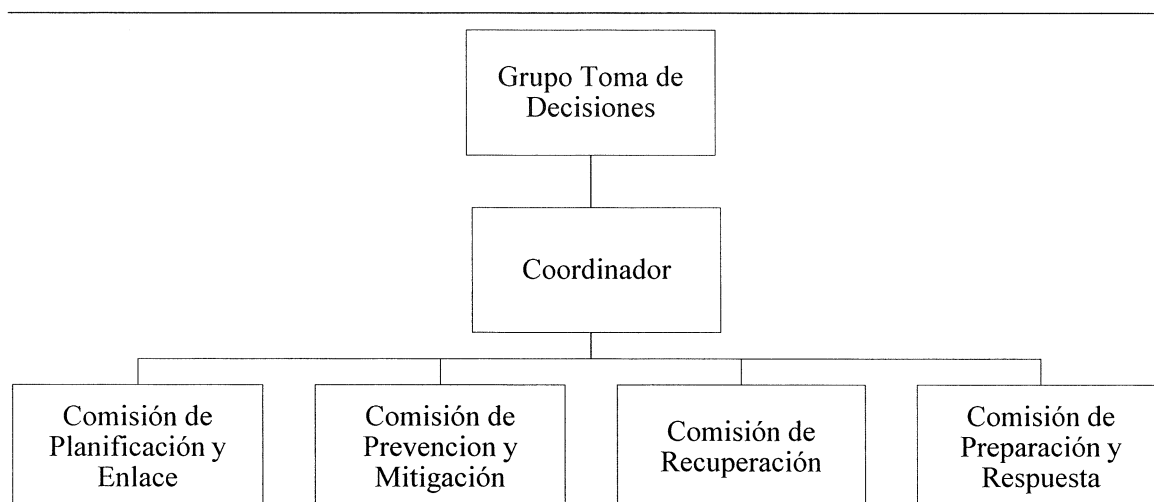 Grupo Toma de
Decisiones
Coordinador
Comisión de
Planificación y
Enlace
Comisión de
Prevencion y
Mitigación
Comisión de
Recuperación
Comisión de
Preparación y
Respuesta